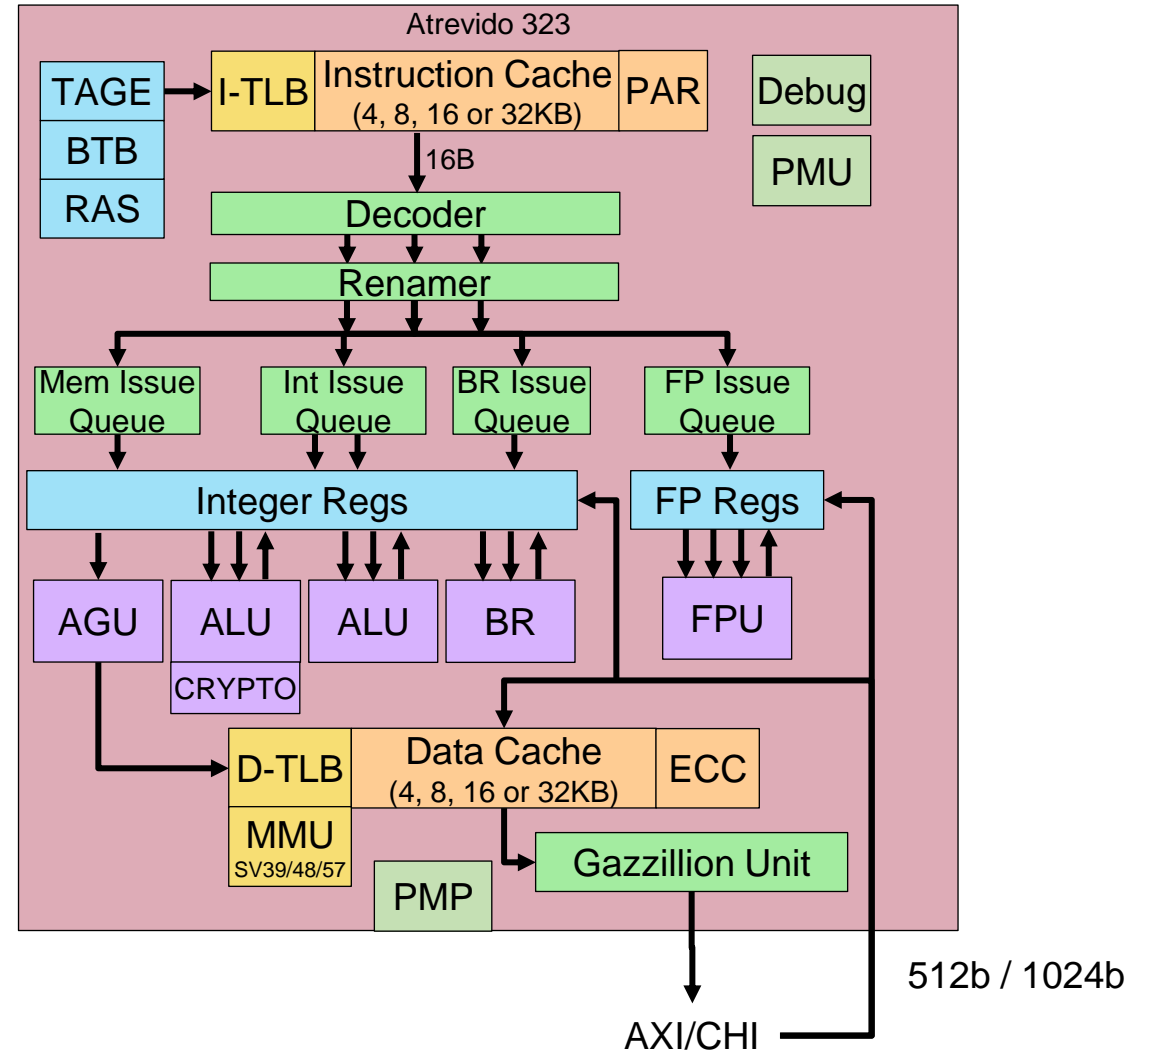 Atrevido 323
TAGE
BTB
RAS
I-TLB
Instruction Cache
(4, 8, 16 or 32KB)
PAR
Debug
PMU
16B
Decoder
Renamer
Mem Issue
Queue
Int Issue
Queue
BR Issue
Queue
FP Issue
Queue
Integer Regs
FP Regs
AGU
ALU
CRYPTO
ALU
BR
FPU
D-TLB
Data Cache
(4, 8, 16 or 32KB)
ECC
MMU
SV39/48/57
Gazzillion Unit
PMP
512b / 1024b
AXI/CHI